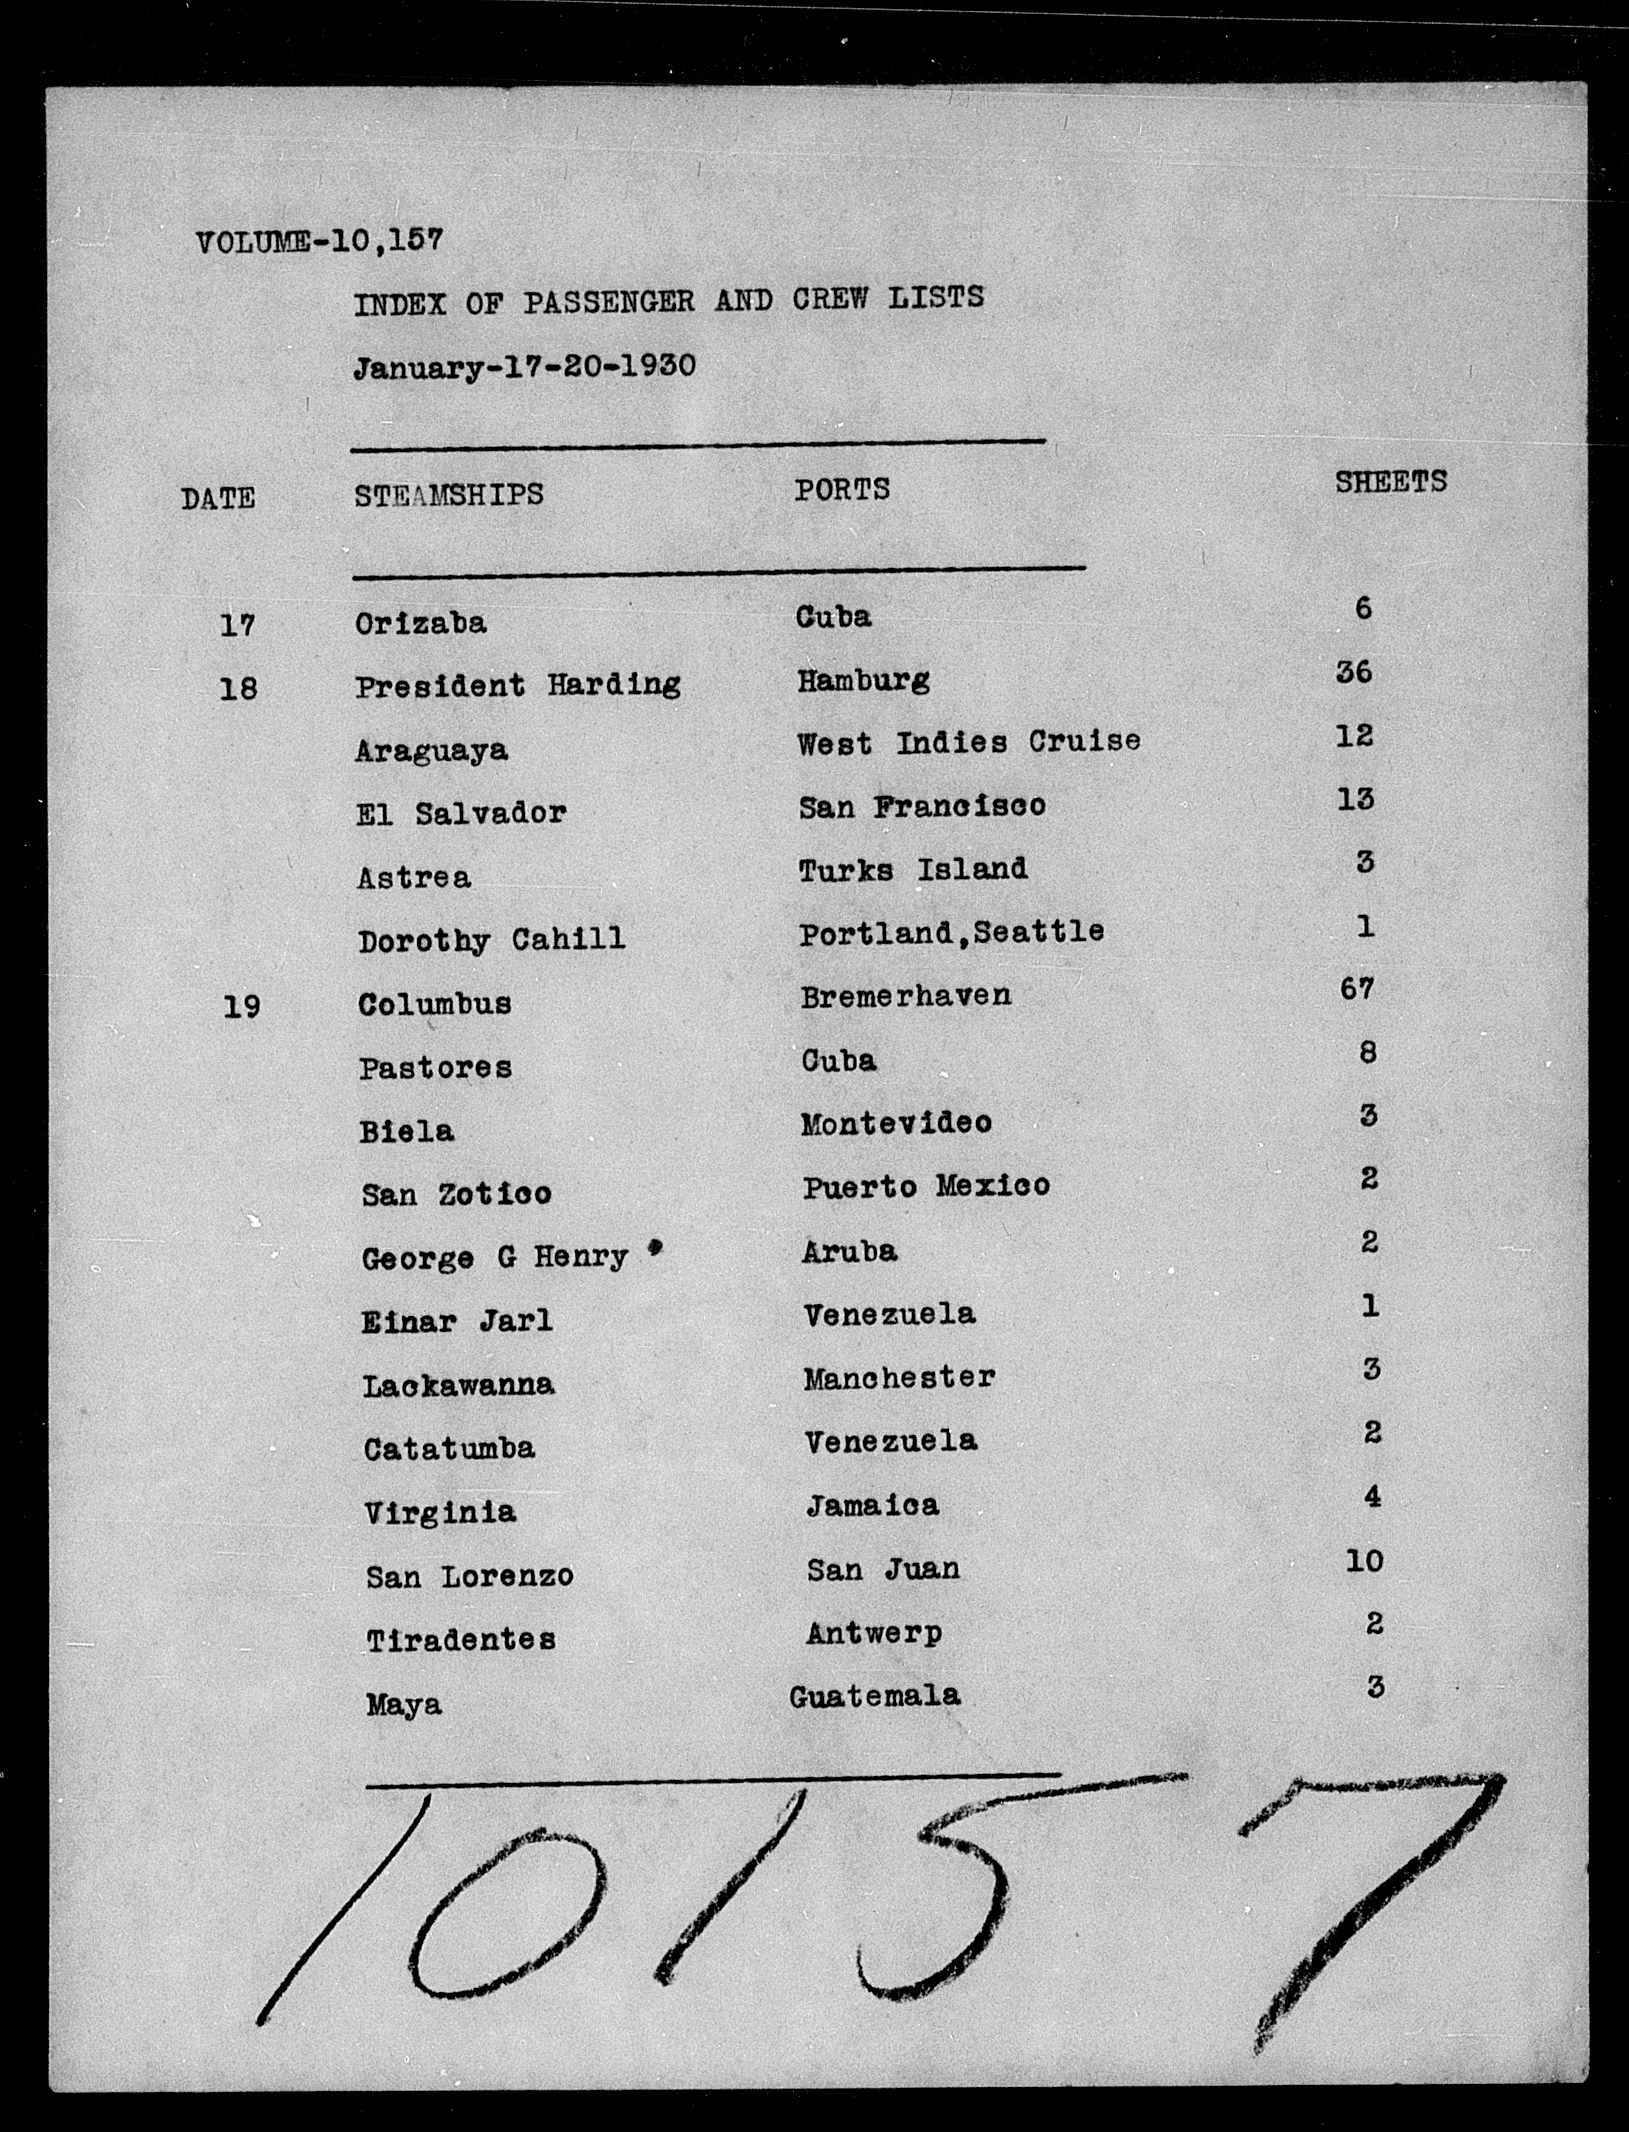 VOLUME-10,157
INDEX OF PASSENGER AND CREW LISTS
January-17-20-1930
DATE STEAMSHIPS PORTS SHEETS
17 Orizaba Cuba 6
18 President Harding Hamburg 36
Araguaya West Indies Cruise 12
El Salvador San Francisco 13
Astrea Turks Island 3
Dorothy Cahill Portland,Seattle 1
19 Columbus Bremerhaven 67
Pastores Cuba 8
Biela Montevideo 3
San Zotico Puerto Mexico 2
George G Henry Aruba 2
Einar Jarl Venezuela 1
Lackawanna Manchester 3
Catatumba Venezuela 2
Virginia Jamaica 4
San Lorenzo San Juan 10
Tiradentes Antwerp 2
Maya Guatemala 3
10157